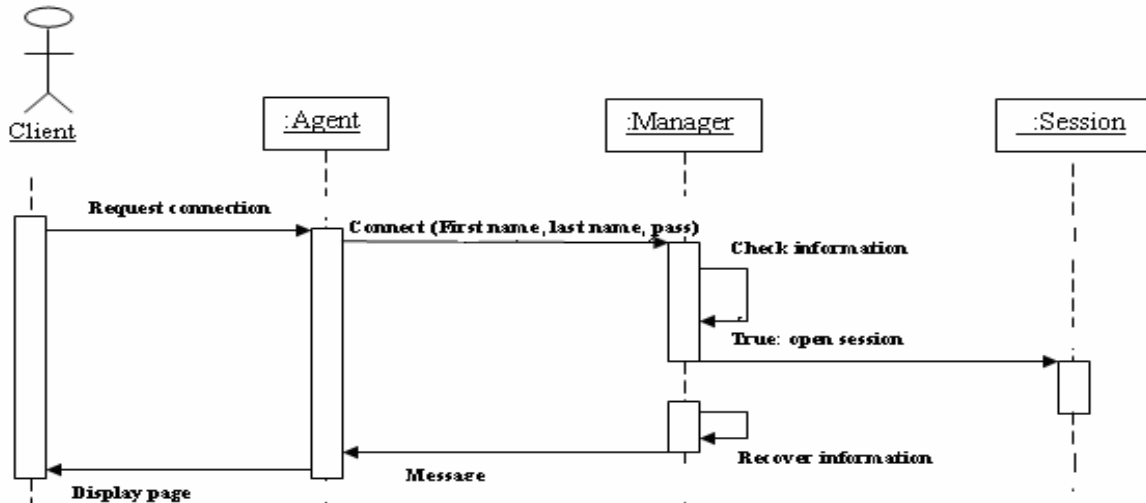 Client
:Agent
:Manager
:Session
Request connection
Connect (First name, last name, pass)
Check information
True: open session
Recover information
Message
Display page